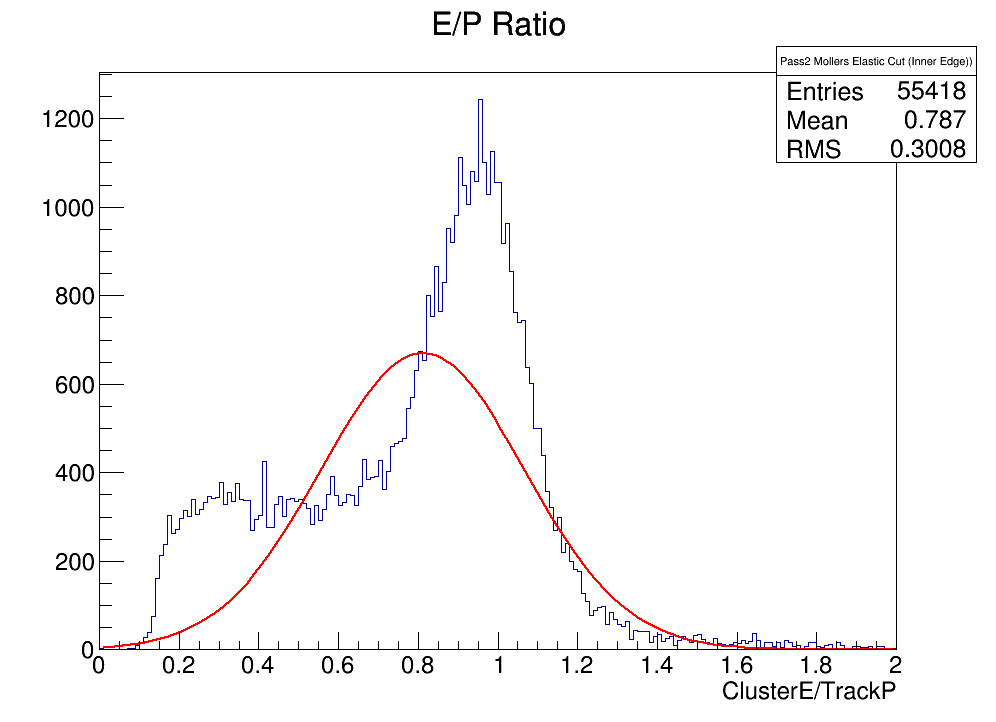 E/P Ratio
Pass2 Mollers Elastic Cut (Inner Edge))
Entries 55418
Mean 0.787
RMS 0.3008
1200
1000
800
600
400
200
0
0 0.2 0.4 0.6 0.8 1 1.2 1.4 1.6 1.8 2
ClusterE/TrackP